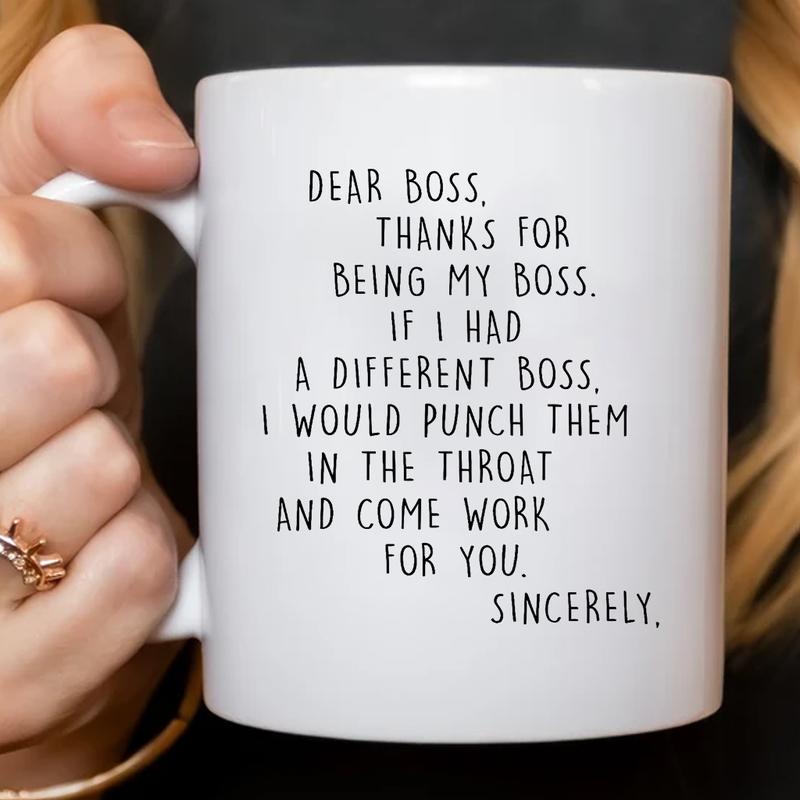 DEAR BOSS,
THANKS FOR
BEING MY BOSS.
IF I HAD
A DIFFERENT BOSS,
I WOULD PUNCH THEM
IN THE THROAT
AND COME WORK
FOR YOU.
SINCERELY,